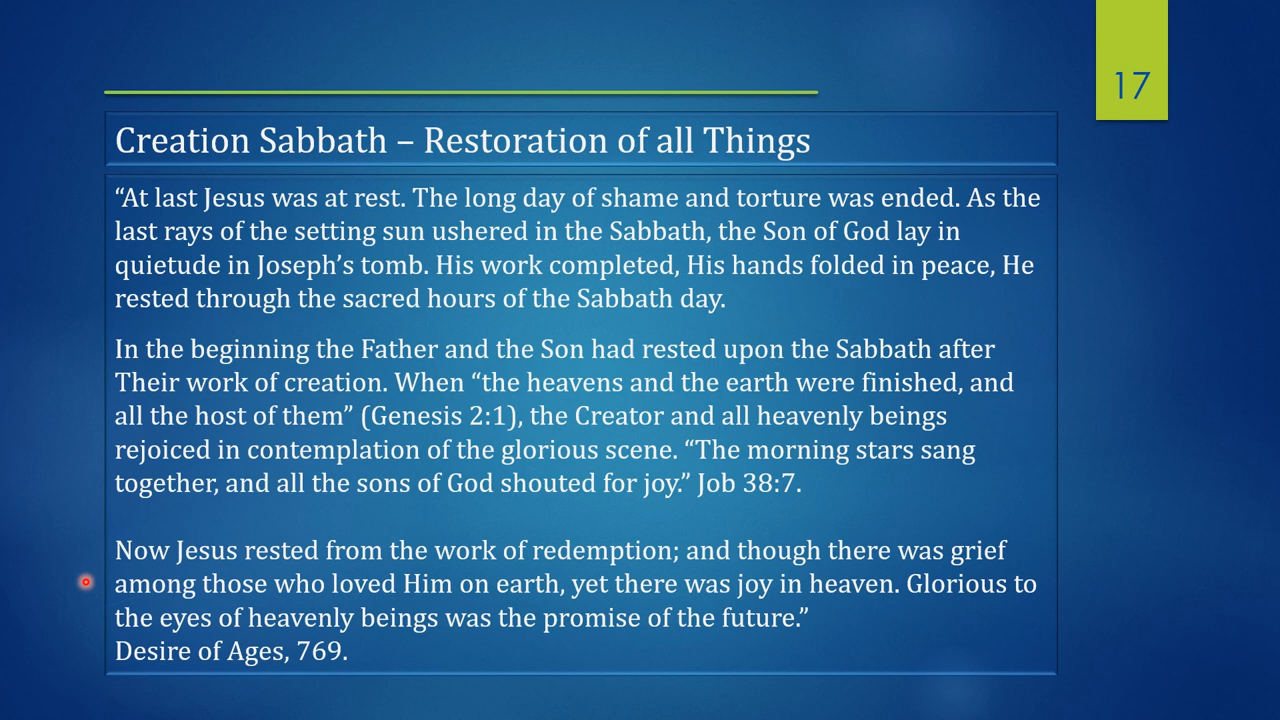 17
Creation Sabbath – Restoration of all Things
“At last Jesus was at rest. The long day of shame and torture was ended. As the
last rays of the setting sun ushered in the Sabbath, the Son of God lay in
quietude in Joseph’s tomb. His work completed, His hands folded in peace, He
rested through the sacred hours of the Sabbath day.
In the beginning the Father and the Son had rested upon the Sabbath after
Their work of creation. When “the heavens and the earth were finished, and
all the host of them” (Genesis 2:1), the Creator and all heavenly beings
rejoiced in contemplation of the glorious scene. “The morning stars sang
together, and all the sons of God shouted for joy.” Job 38:7.
Now Jesus rested from the work of redemption; and though there was grief
among those who loved Him on earth, yet there was joy in heaven. Glorious to
the eyes of heavenly beings was the promise of the future.”
Desire of Ages, 769.